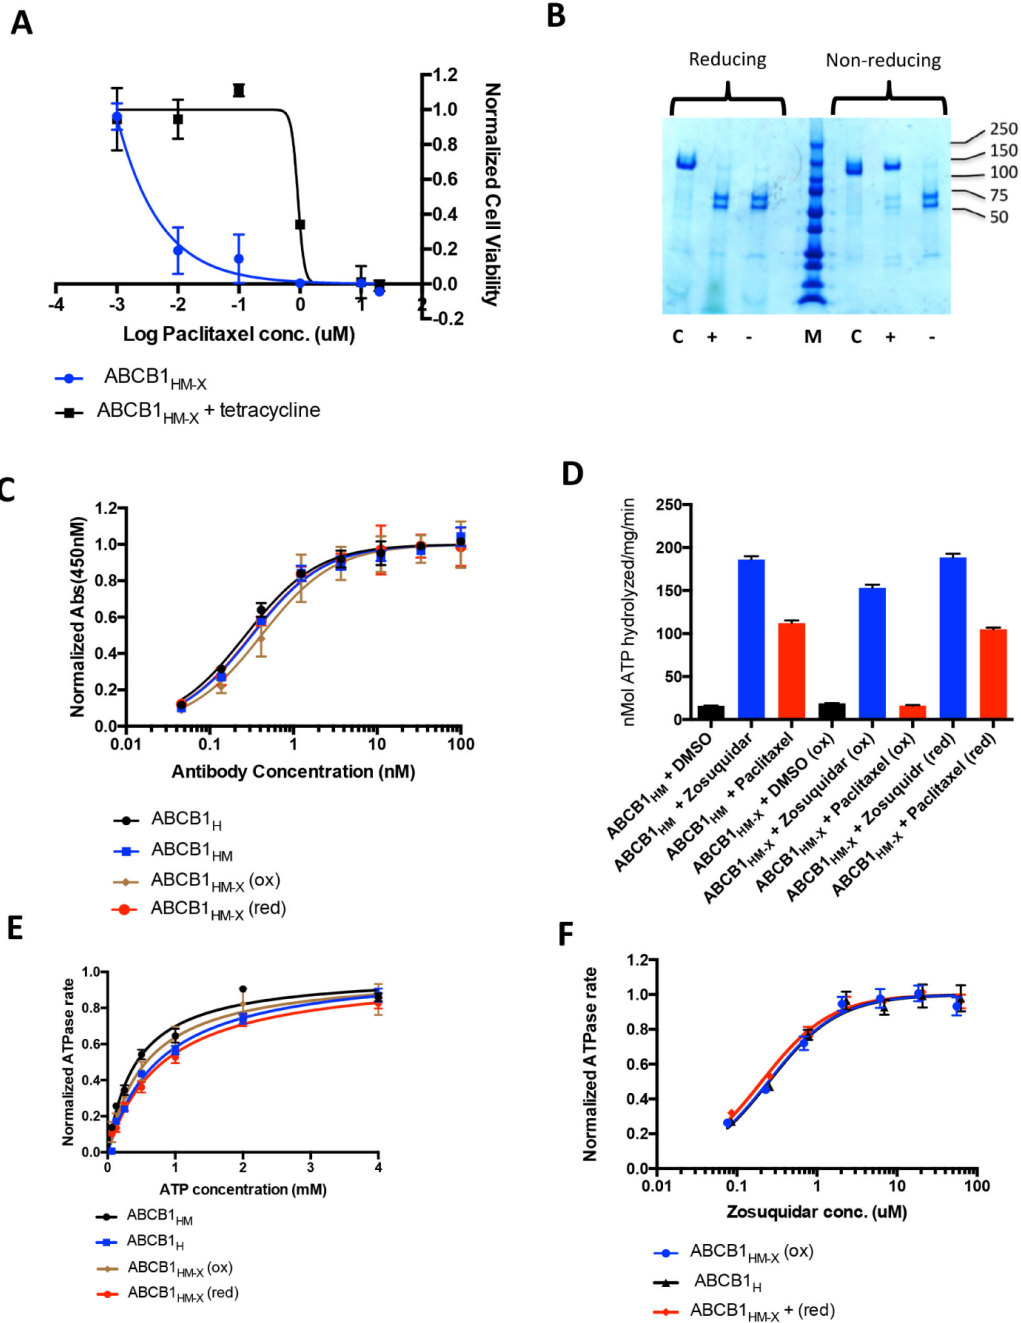 A
1.2
1.0
0.8
0.6
0.4
0.2
0.0
-0.2
Normalized Cell Viability
-4 -3 -2 -1 0 1 2
Log Paclitaxel conc. (uM)
ABCB1HM-X
ABCB1HM-X + tetracycline
B
Reducing Non-reducing
250
150
100
75
50
C + - M C + -
C
Normalized Abs(450nM)
1.2
1.0
0.8
0.6
0.4
0.2
0.0
0.01 0.1 1 10 100
Antibody Concentration (nM)
ABCB1H
ABCB1HM
ABCB1HM-X (ox)
ABCB1HM-X (red)
D
nMol ATP hydrolyzed/mg/min
250
200
150
100
50
0
ABCB1HM + DMSO
ABCB1HM + Zosuquidar
ABCB1HM + Paclitaxel
ABCB1HM-X + DMSO (ox)
ABCB1HM-X + Zosuquidar (ox)
ABCB1HM-X + Paclitaxel (ox)
ABCB1HM-X + Zosuquidr (red)
ABCB1HM-X + Paclitaxel (red)
E
Normalized ATPase rate
1.0
0.8
0.6
0.4
0.2
0.0
0 1 2 3 4
ATP concentration (mM)
ABCB1HM
ABCB1H
ABCB1HM-X (ox)
ABCB1HM-X (red)
F
Normalized ATPase rate
1.2
1.0
0.8
0.6
0.4
0.2
0.0
0.01 0.1 1 10 100
Zosuquidar conc. (uM)
ABCB1HM-X (ox)
ABCB1H
ABCB1HM-X + (red)